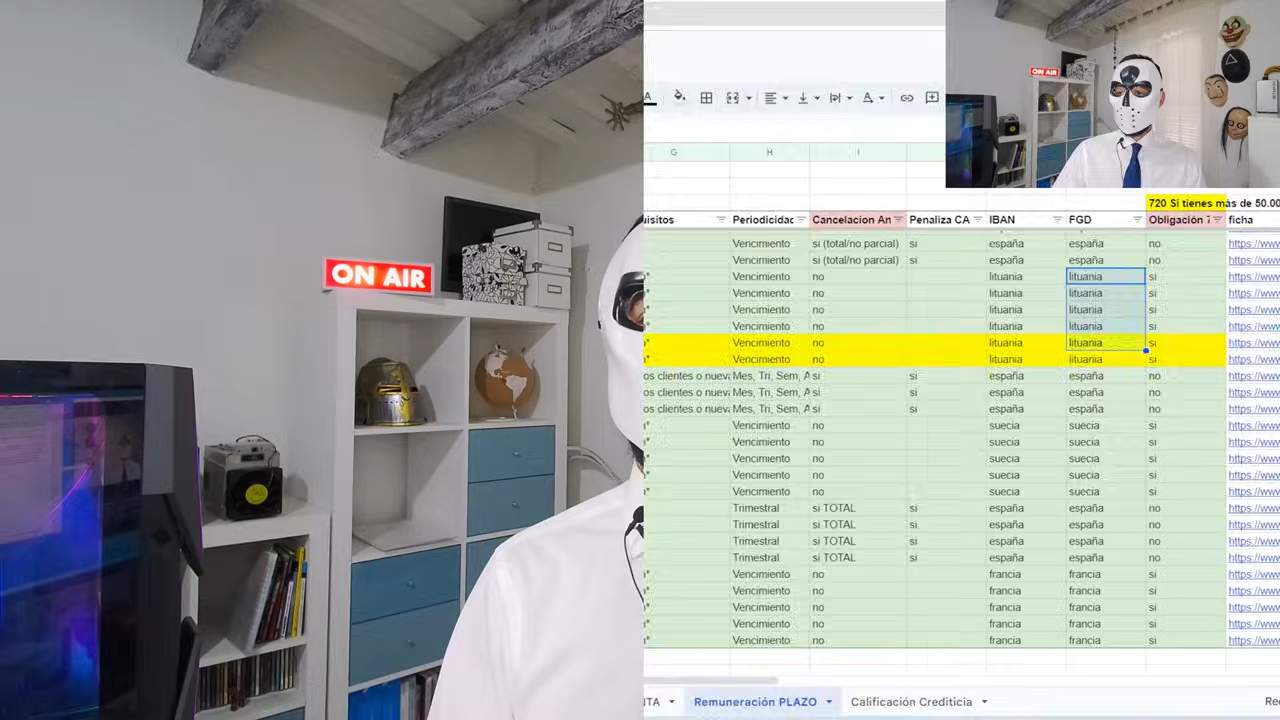 ON AIR
ON AIR
G H I
720 Si tienes más de 50.00
uisitos Periodicidac Cancelacion An Penaliza CA IBAN FGD Obligación 7 ficha
Vencimiento si (total/no parcial) si españa españa no https://www
Vencimiento si (total/no parcial) si españa españa no https://www
Vencimiento no lituania lituania si https://www
Vencimiento no lituania lituania si https://www
Vencimiento no lituania lituania si https://www
Vencimiento no lituania lituania si https://www
Vencimiento no lituania lituania si https://www
Vencimiento no lituania lituania si https://www
os clientes o nueva Mes, Tri, Sem, A si si españa españa no https://www
os clientes o nueva Mes, Tri, Sem, A si si españa españa no https://www
os clientes o nueva Mes, Tri, Sem, A si si españa españa no https://www
Vencimiento no suecia suecia si https://www
Vencimiento no suecia suecia si https://www
Vencimiento no suecia suecia si https://www
Vencimiento no suecia suecia si https://www
Vencimiento no suecia suecia si https://www
Trimestral si TOTAL si españa españa no https://www
Trimestral si TOTAL si españa españa no https://www
Trimestral si TOTAL si españa españa no https://www
Trimestral si TOTAL si españa españa no https://www
Vencimiento no francia francia si https://www
Vencimiento no francia francia si https://www
Vencimiento no francia francia si https://www
Vencimiento no francia francia si https://www
Vencimiento no francia francia si https://www
NTA Remuneración PLAZO Calificación Crediticia Rec